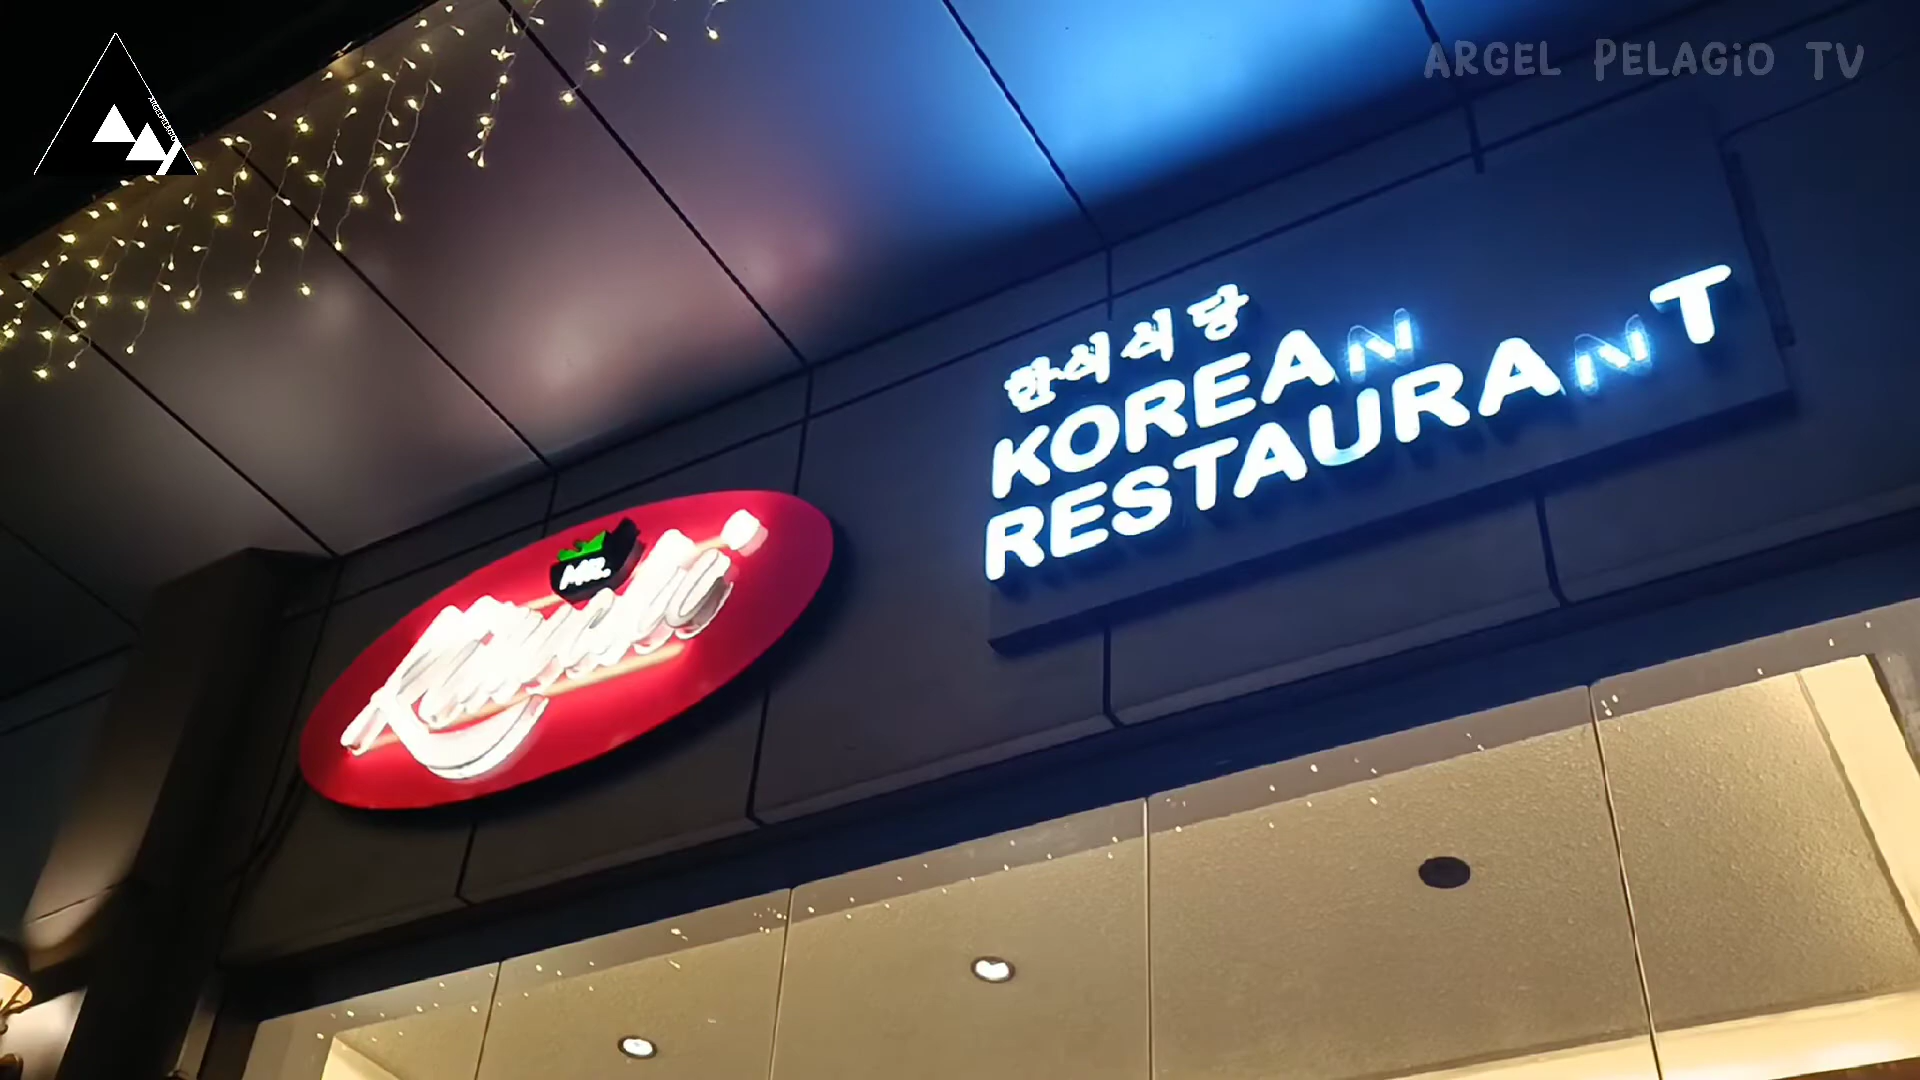 ARGEL PELAGIO TV
한식식당
KOREAN
RESTAURANT
MR.
Kimchi